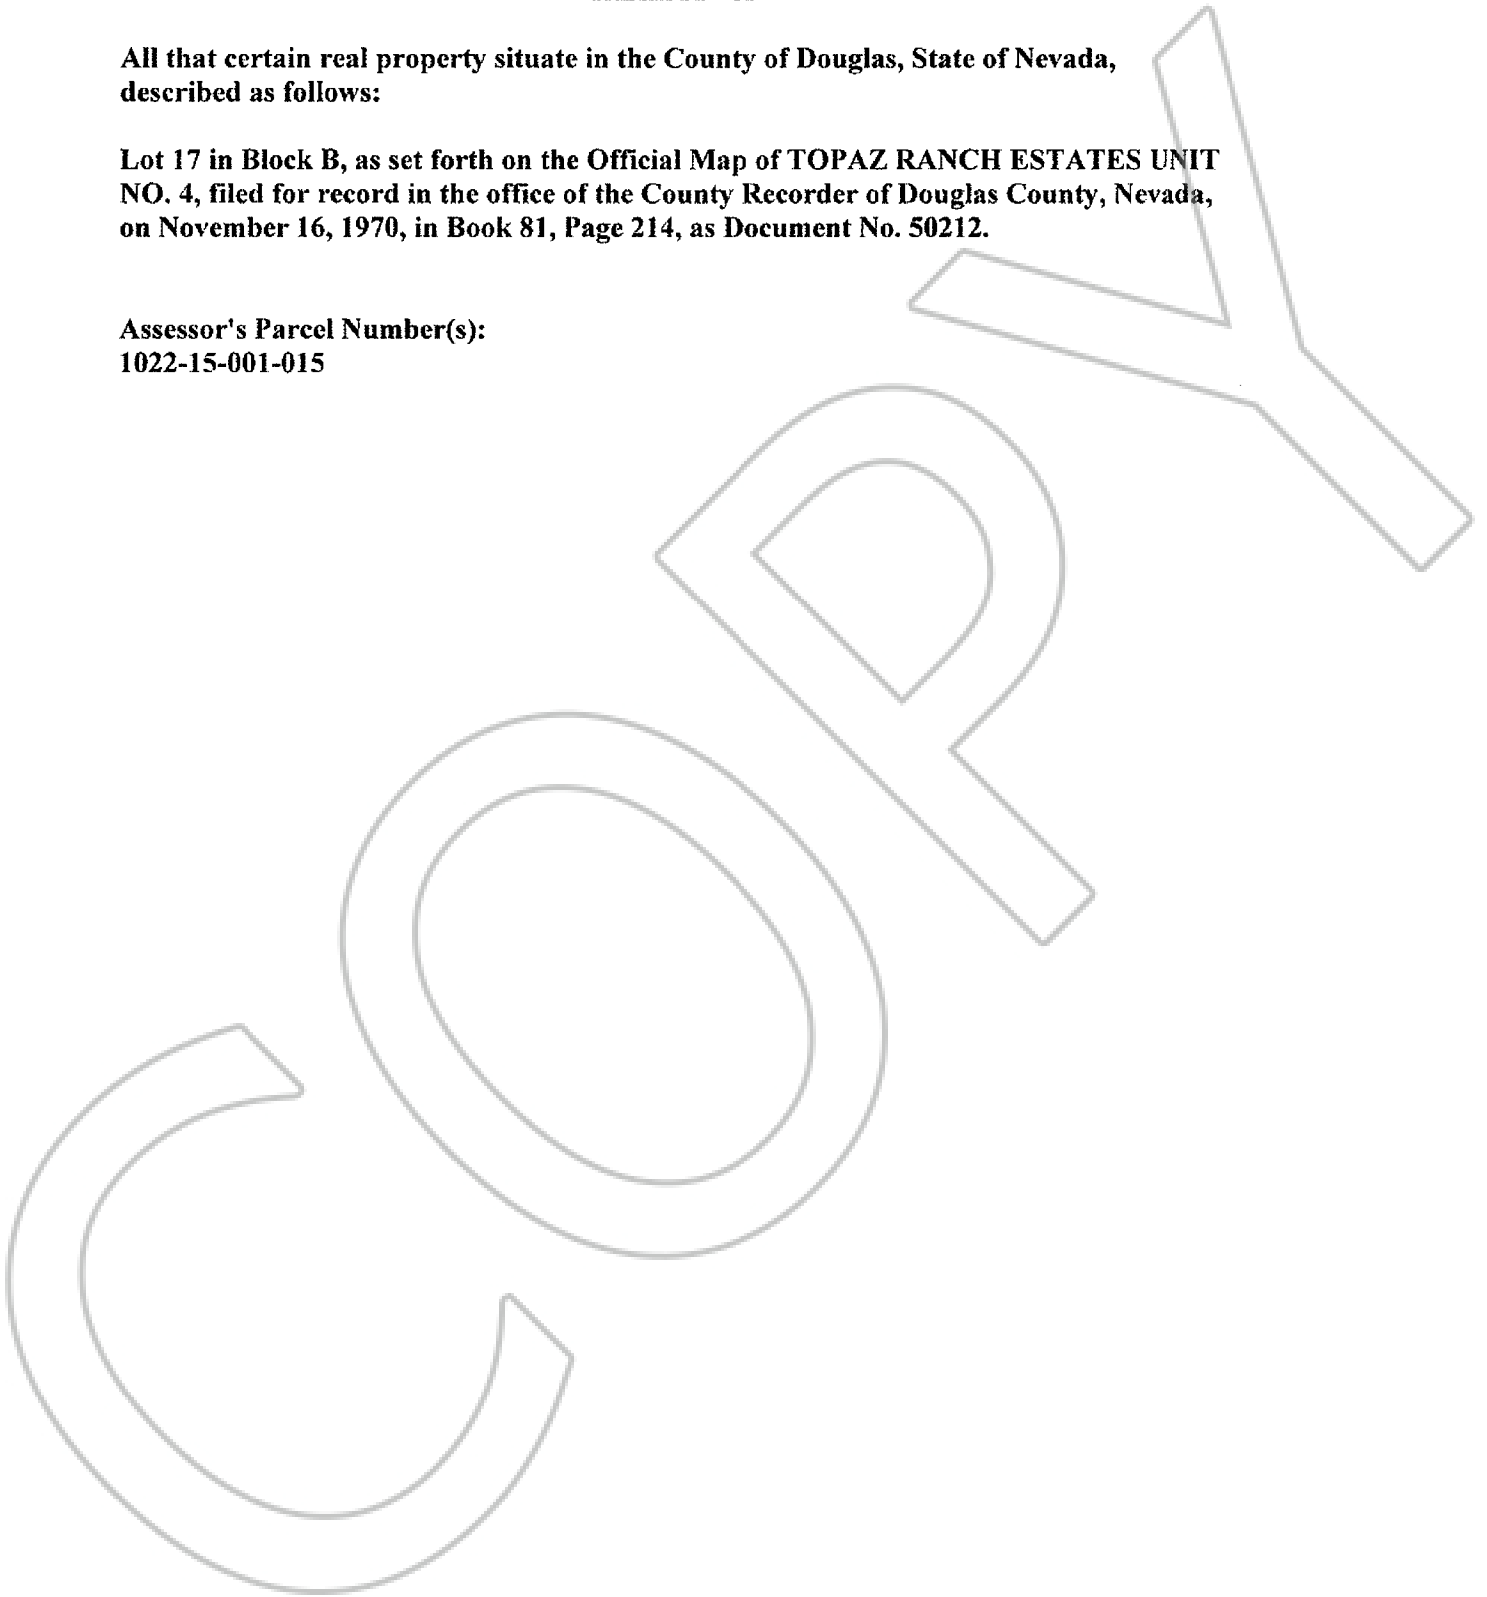 All that certain real property situate in the County of Douglas, State of Nevada,
described as follows:
Lot 17 in Block B, as set forth on the Official Map of TOPAZ RANCH ESTATES UNIT
NO. 4, filed for record in the office of the County Recorder of Douglas County, Nevada,
on November 16, 1970, in Book 81, Page 214, as Document No. 50212.
Assessor's Parcel Number(s):
1022-15-001-015
COPY